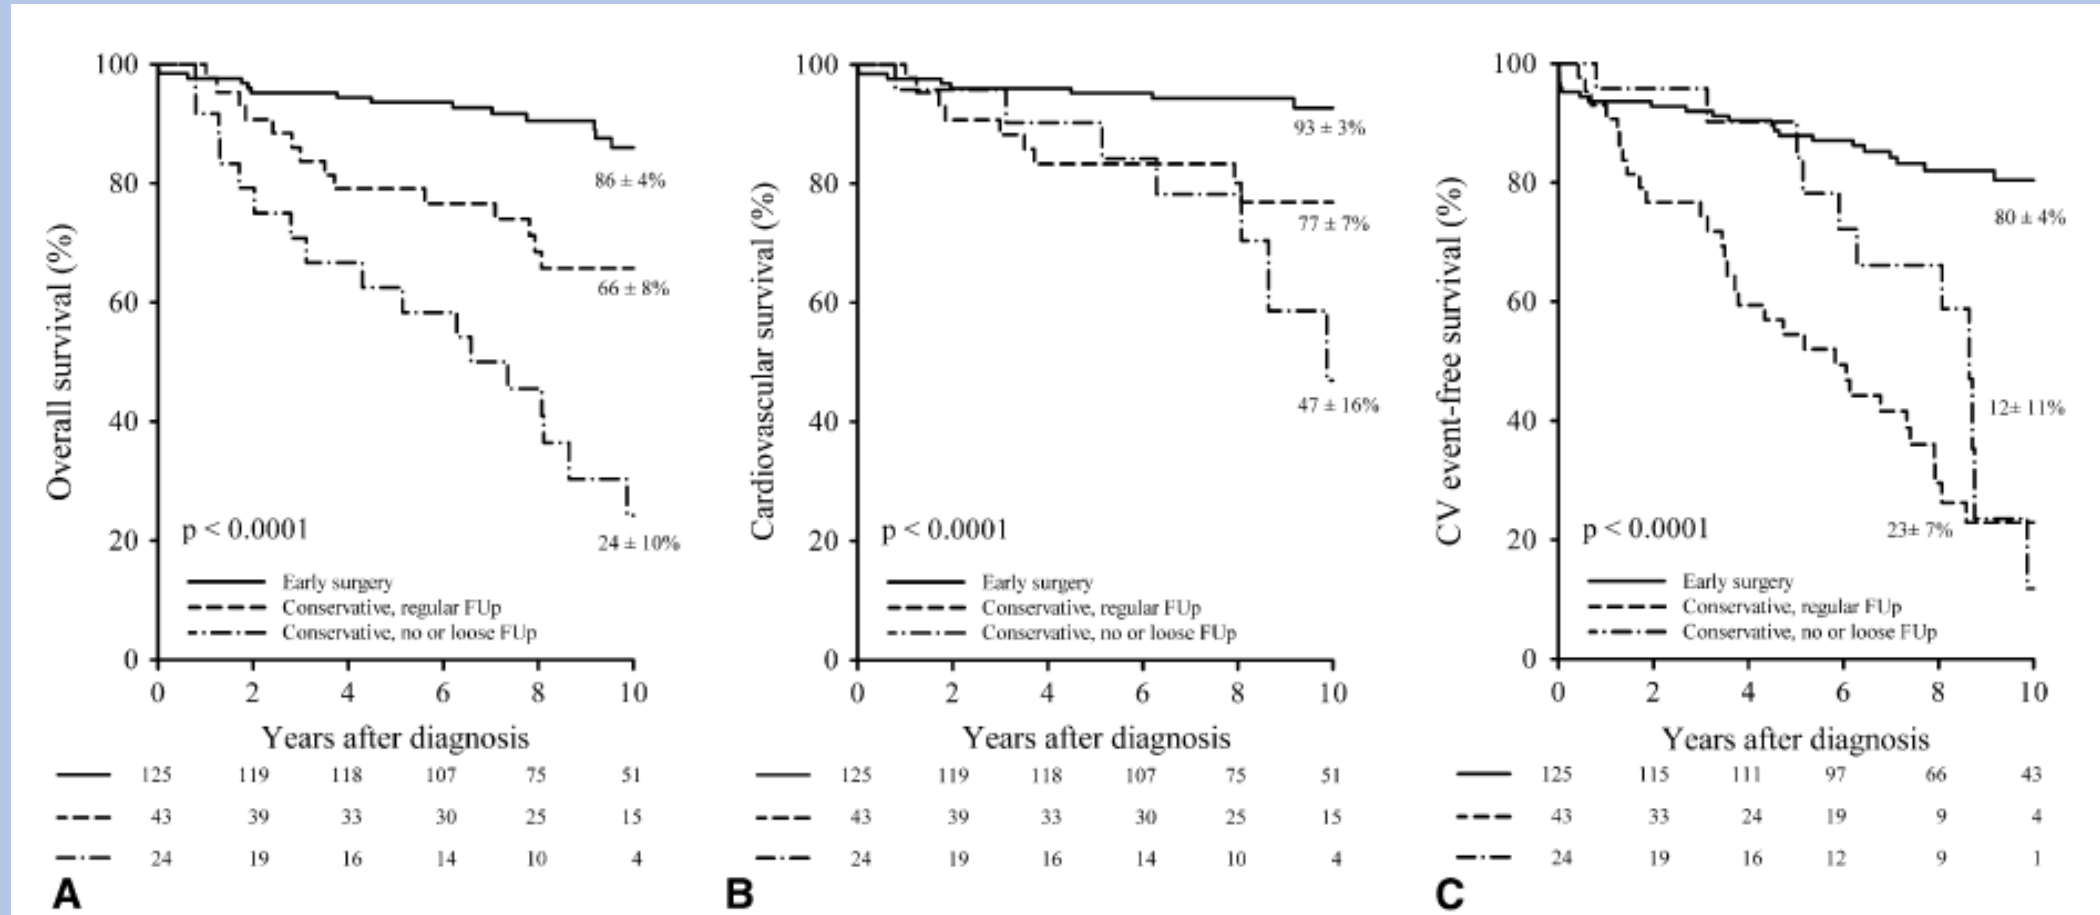 Overall survival (%)
100
80
60
40
20
0
86 ± 4%
66 ± 8%
24 ± 10%
p < 0.0001
Early surgery
Conservative, regular FUp
Conservative, no or loose FUp
0 2 4 6 8 10
Years after diagnosis
125 119 118 107 75 51
43 39 33 30 25 15
24 19 16 14 10 4
A
Cardiovascular survival (%)
100
80
60
40
20
0
93 ± 3%
77 ± 7%
47 ± 16%
p < 0.0001
Early surgery
Conservative, regular FUp
Conservative, no or loose FUp
0 2 4 6 8 10
Years after diagnosis
125 119 118 107 75 51
43 39 33 30 25 15
24 19 16 14 10 4
B
CV event-free survival (%)
100
80
60
40
20
0
80 ± 4%
12± 11%
23± 7%
p < 0.0001
Early surgery
Conservative, regular FUp
Conservative, no or loose FUp
0 2 4 6 8 10
Years after diagnosis
125 115 111 97 66 43
43 33 24 19 9 4
24 19 16 12 9 1
C